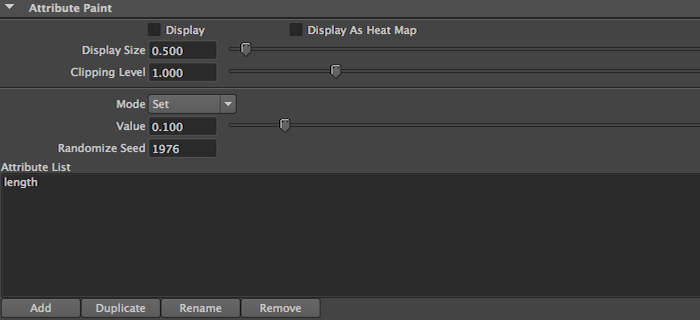 Attribute Paint
Display Display As Heat Map
Display Size 0.500
Clipping Level 1.000
Mode Set
Value 0.100
Randomize Seed 1976
Attribute List
length
Add Duplicate Rename Remove